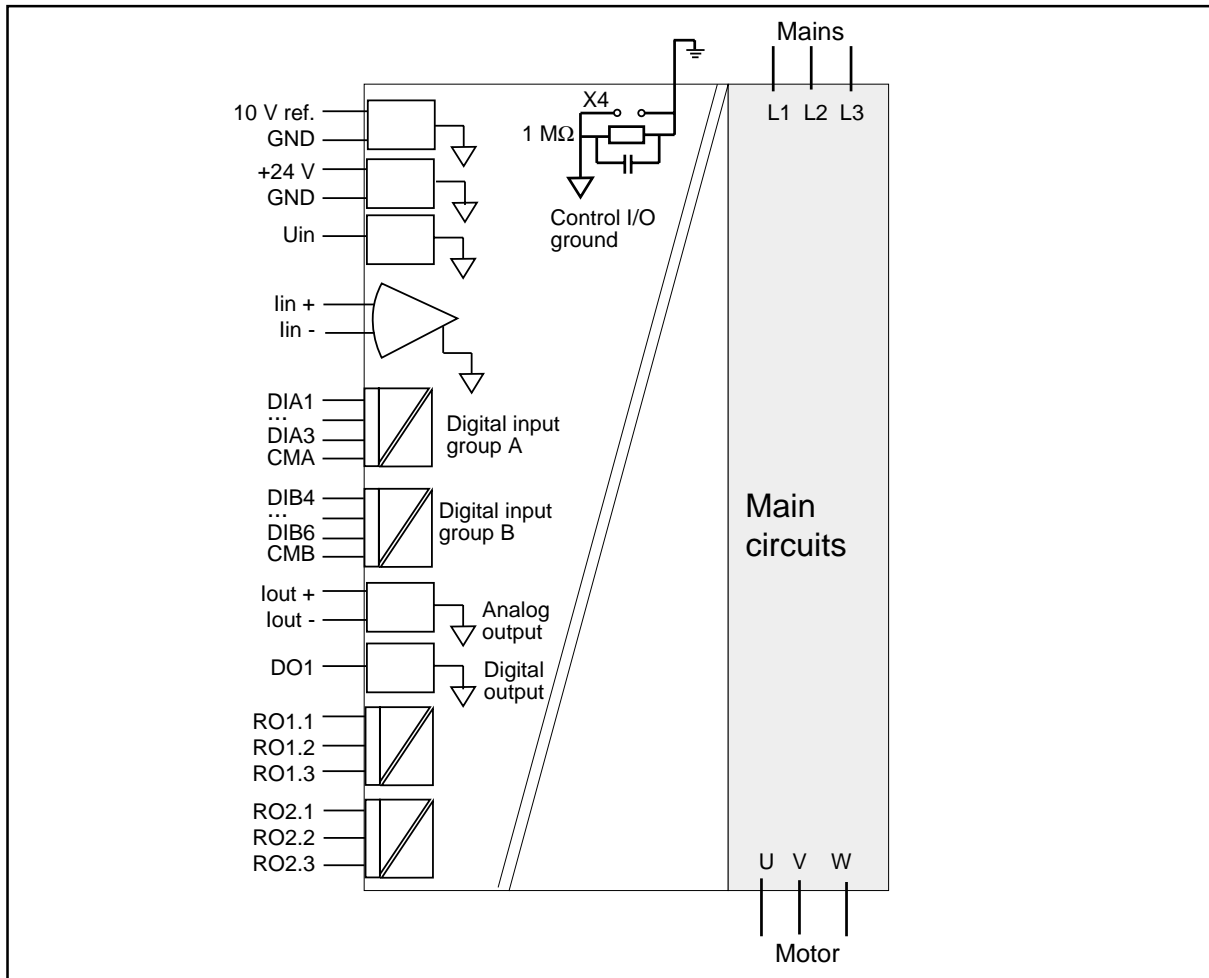 Mains
L1 L2 L3
X4
1 MΩ
Control I/O
ground
10 V ref.
GND
+24 V
GND
Uin
Iin +
Iin -
DIA1
...
DIA3
CMA
Digital input
group A
DIB4
...
DIB6
CMB
Digital input
group B
Iout +
Iout -
Analog
output
DO1
Digital
output
RO1.1
RO1.2
RO1.3
RO2.1
RO2.2
RO2.3
Main
circuits
U V W
Motor